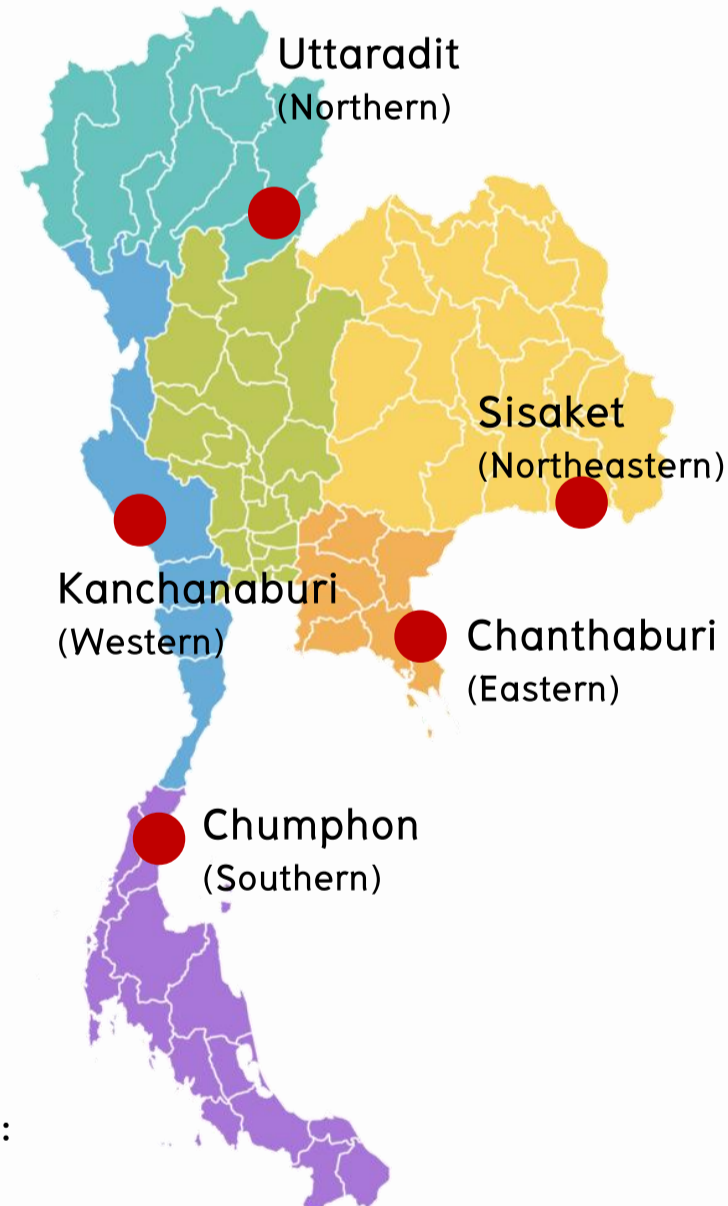 Uttaradit
(Northern)
Sisaket
(Northeastern)
Kanchanaburi
(Western)
Chanthaburi
(Eastern)
Chumphon
(Southern)
: